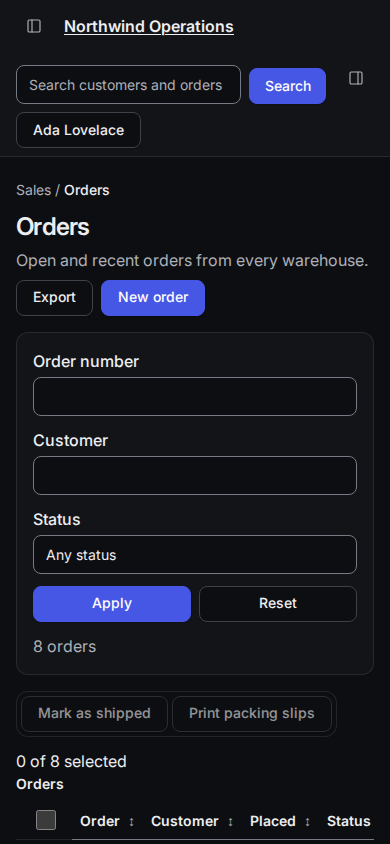 Northwind Operations
Search customers and orders
Search
Ada Lovelace
Sales / Orders
Orders
Open and recent orders from every warehouse.
Export
New order
Order number
Customer
Status
Any status
Apply
Reset
8 orders
Mark as shipped
Print packing slips
0 of 8 selected
Orders
Order ↕ Customer ↕ Placed ↕ Status